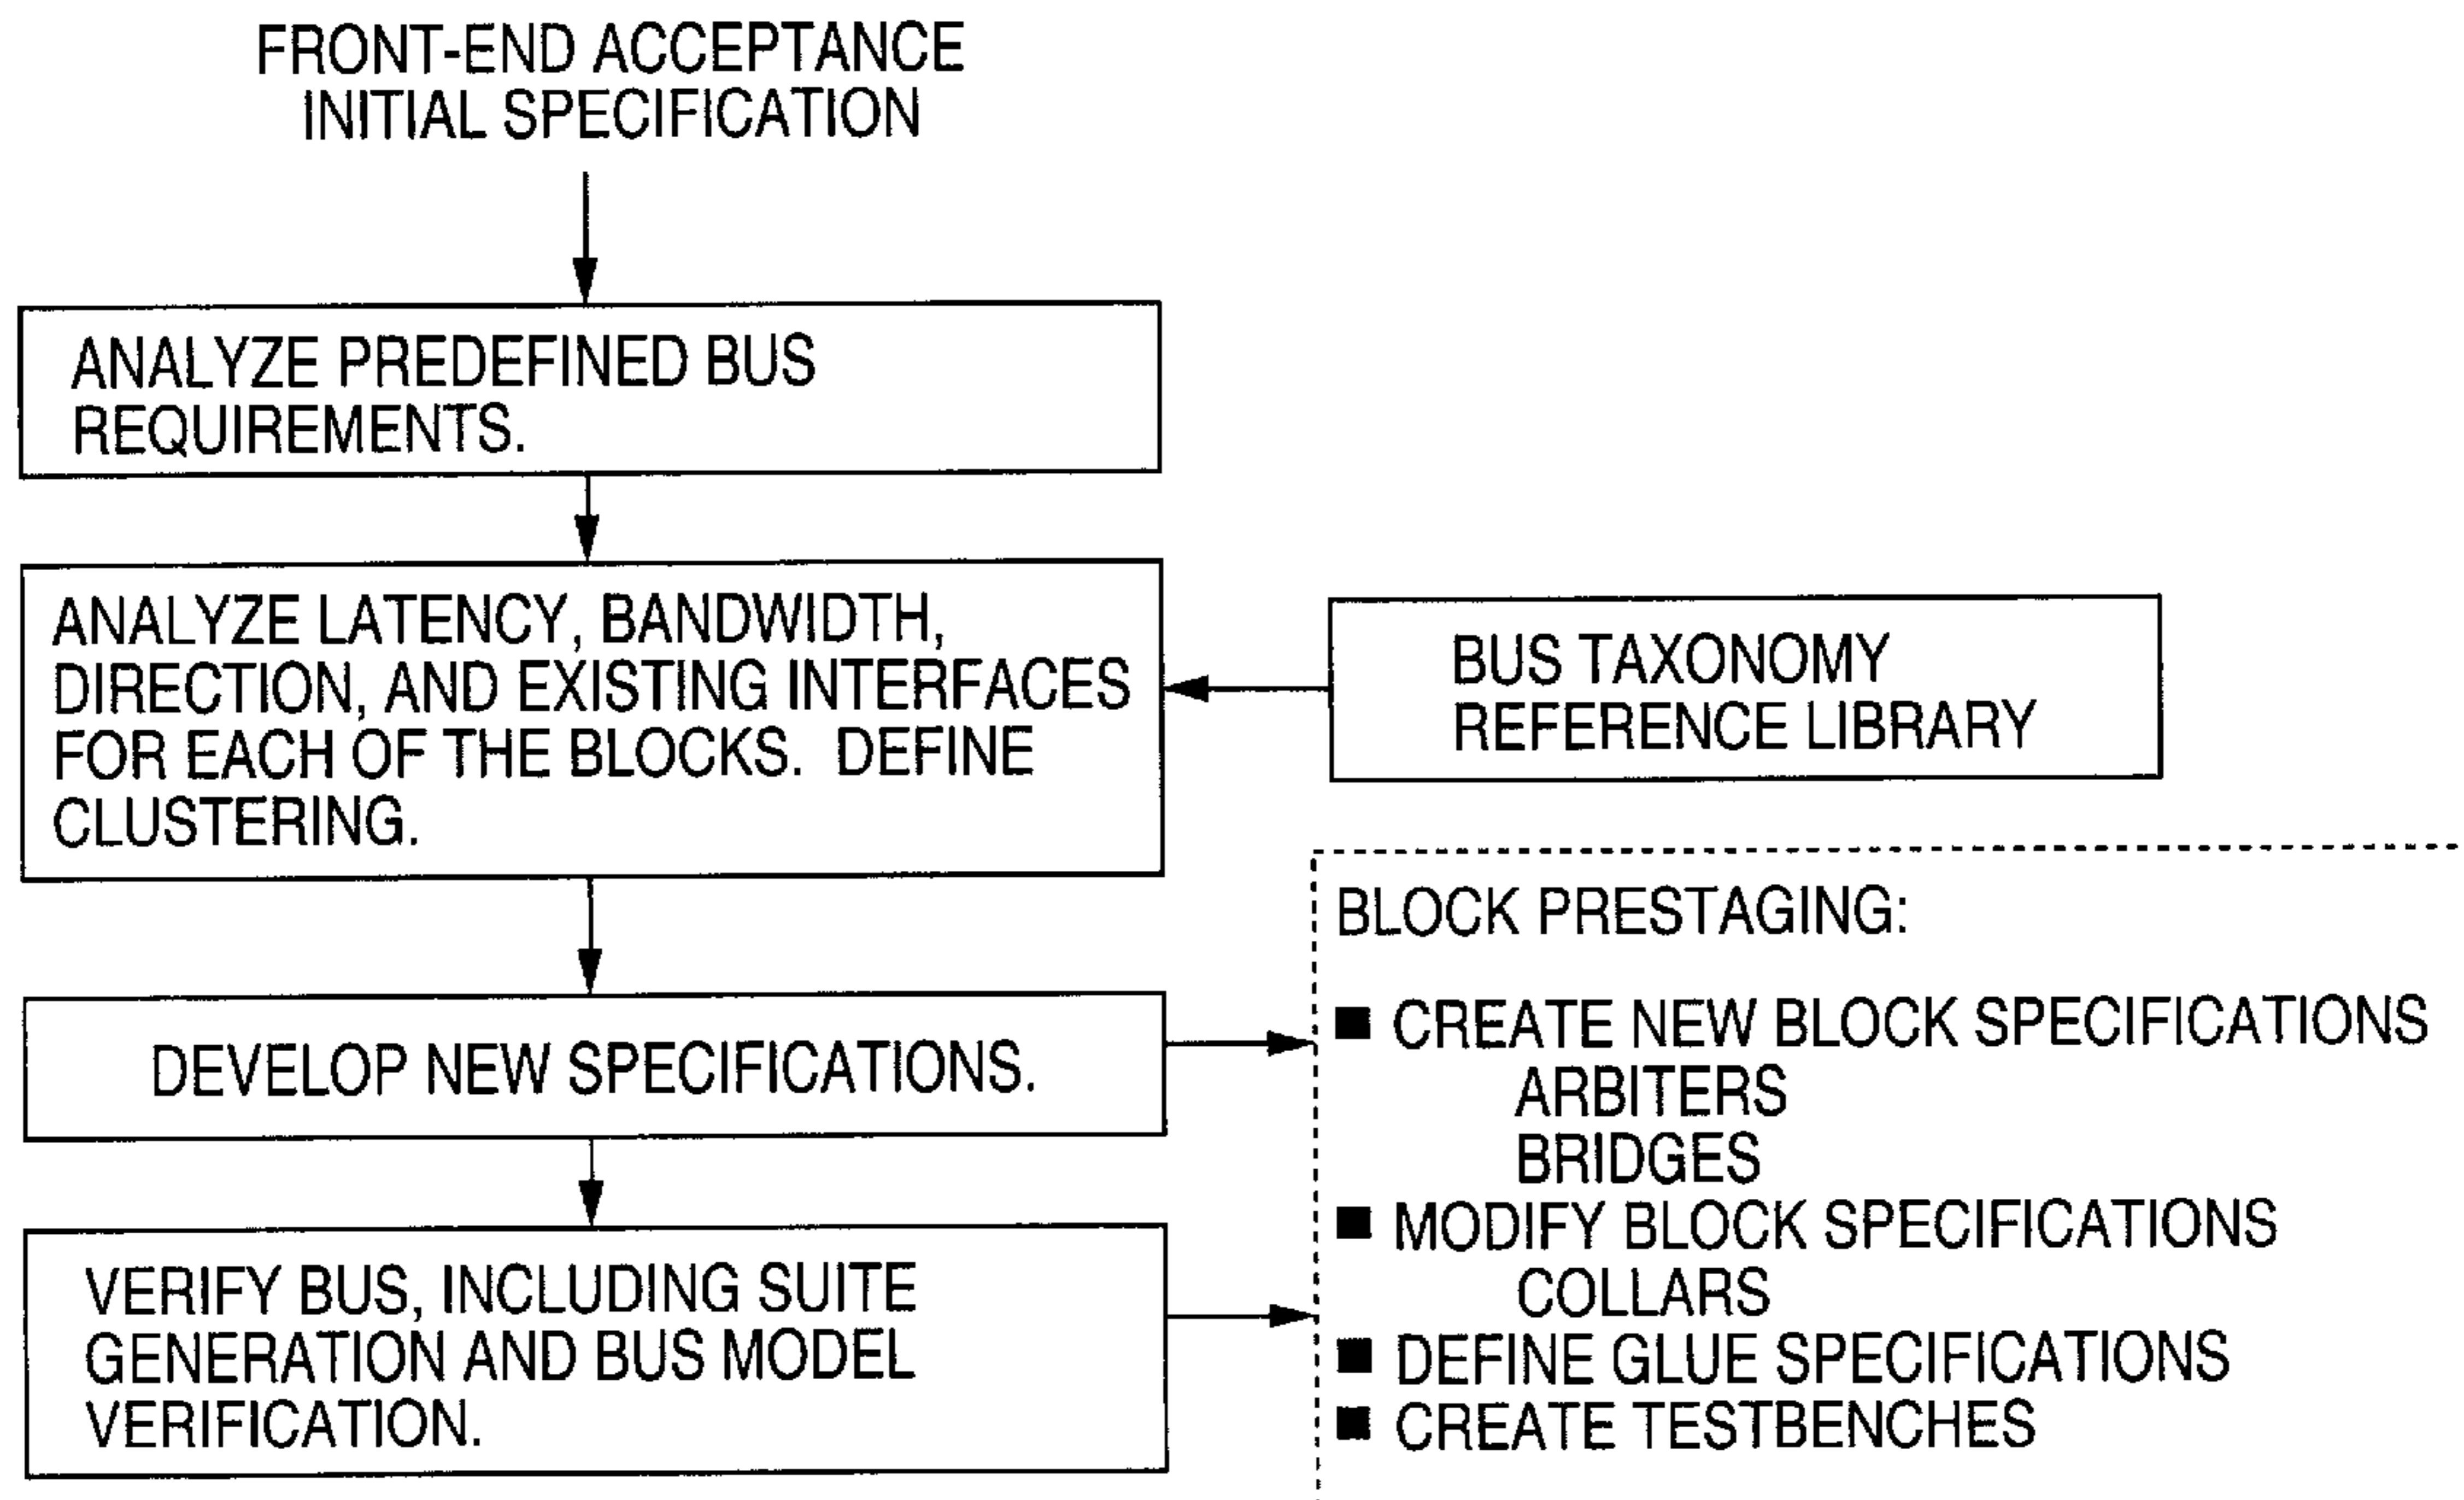 FRONT-END ACCEPTANCE
INITIAL SPECIFICATION
ANALYZE PREDEFINED BUS
REQUIREMENTS.
ANALYZE LATENCY, BANDWIDTH,
DIRECTION, AND EXISTING INTERFACES
FOR EACH OF THE BLOCKS. DEFINE
CLUSTERING.
BUS TAXONOMY
REFERENCE LIBRARY
DEVELOP NEW SPECIFICATIONS.
VERIFY BUS, INCLUDING SUITE
GENERATION AND BUS MODEL
VERIFICATION.
BLOCK PRESTAGING:
■ CREATE NEW BLOCK SPECIFICATIONS
ARBITERS
BRIDGES
■ MODIFY BLOCK SPECIFICATIONS
COLLARS
■ DEFINE GLUE SPECIFICATIONS
■ CREATE TESTBENCHES